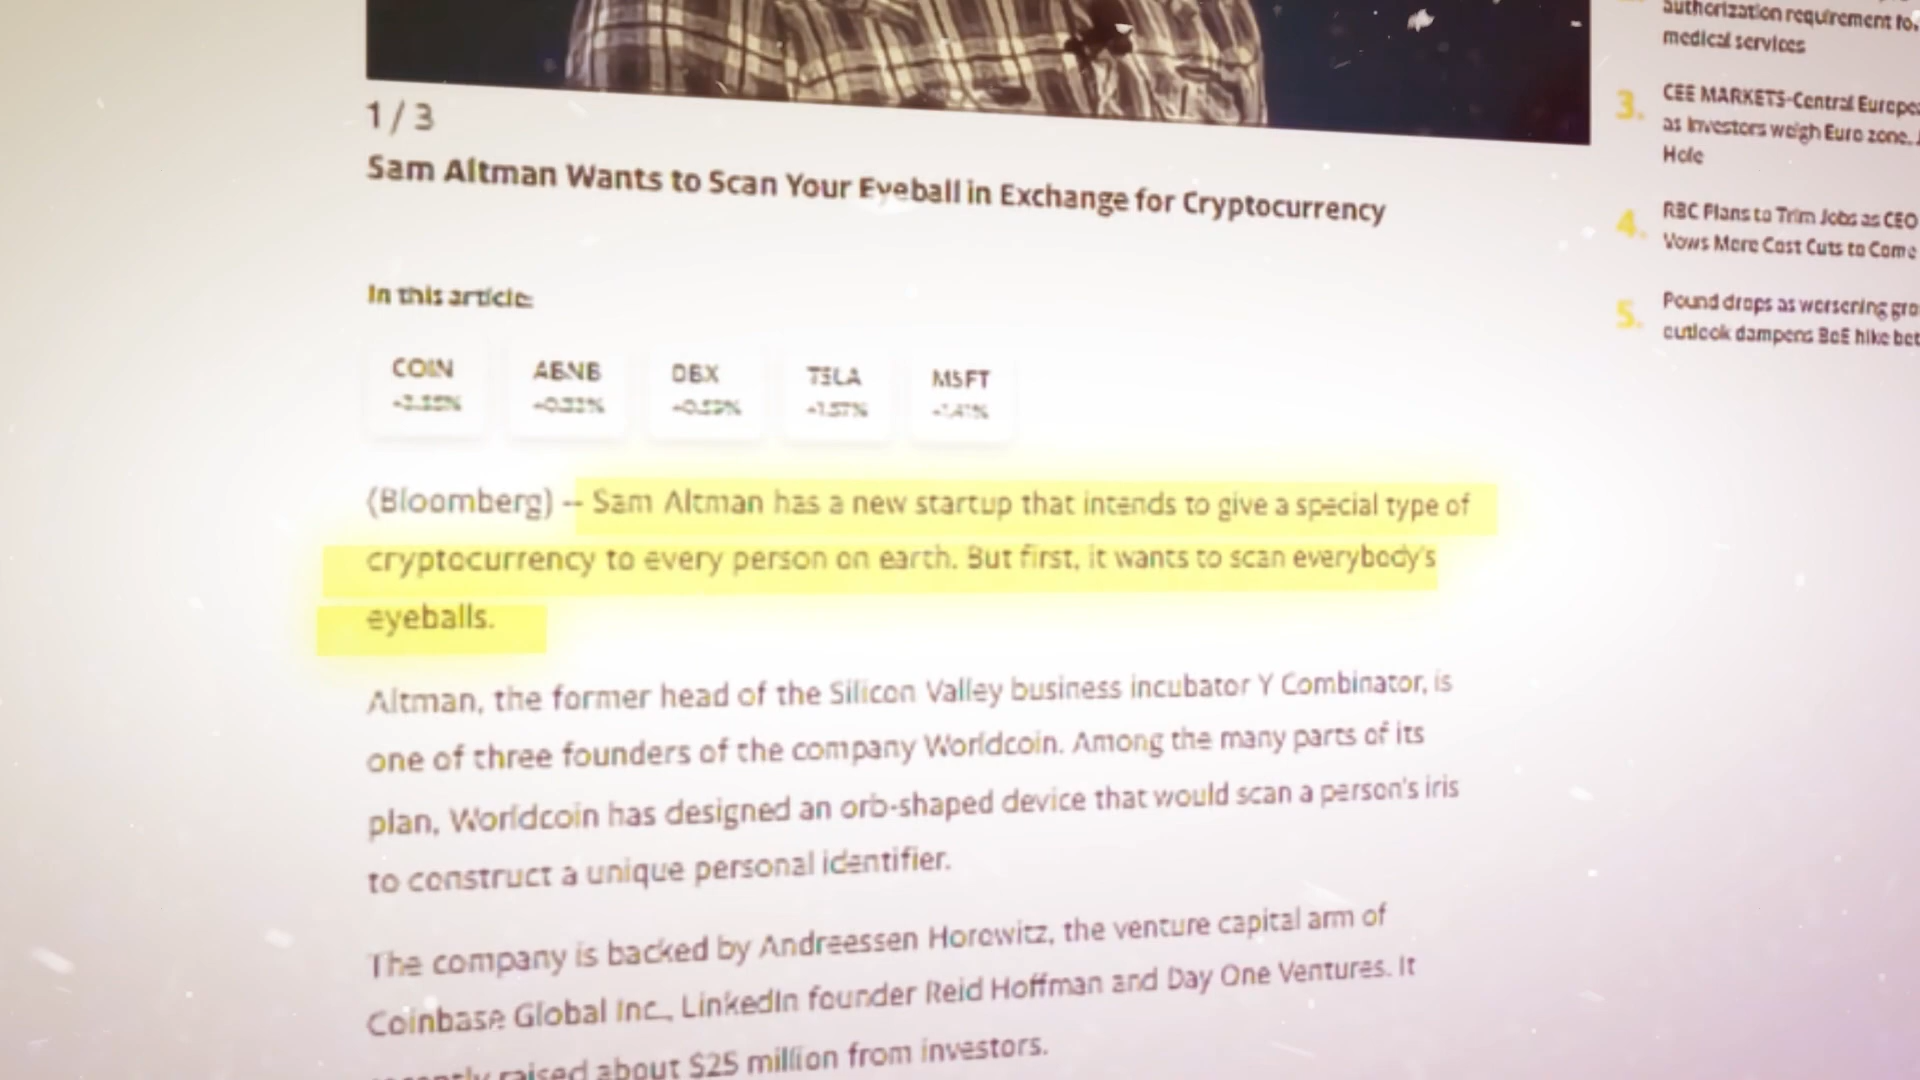 1 / 3
Sam Altman Wants to Scan Your Eyeball in Exchange for Cryptocurrency
In this article:
COIN
ABNB
DBX
TSLA
MSFT
(Bloomberg) -- Sam Altman has a new startup that intends to give a special type of
cryptocurrency to every person on earth. But first, it wants to scan everybody's
eyeballs.
Altman, the former head of the Silicon Valley business incubator Y Combinator, is
one of three founders of the company Worldcoin. Among the many parts of its
plan, Worldcoin has designed an orb-shaped device that would scan a person's iris
to construct a unique personal identifier.
The company is backed by Andreessen Horowitz, the venture capital arm of
Coinbase Global Inc., LinkedIn founder Reid Hoffman and Day One Ventures. It
recently raised about $25 million from investors.
authorization requirement fo
medical services
3. CEE MARKETS-Central Europe
as investors weigh Euro zone,
Hole
4. RBC Plans to Trim Jobs as CEO
Vows More Cost Cuts to Come
5. Pound drops as worsening gro
outlook dampens BoE hike bet